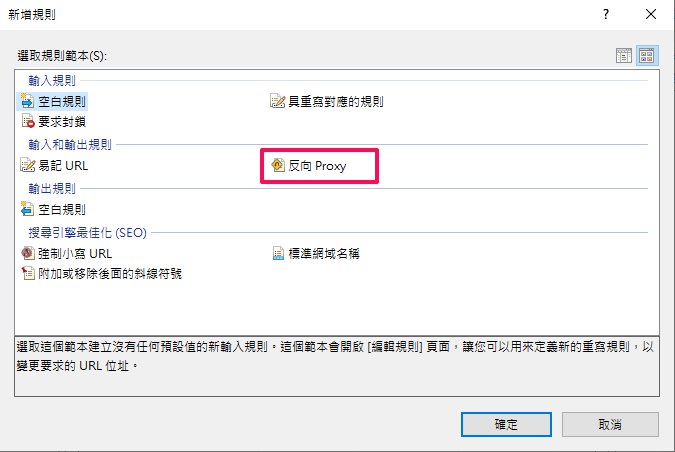 新增規則
?
選取規則範本(S):
輸入規則
空白規則
具重寫對應的規則
要求封鎖
輸入和輸出規則
易記 URL
反向 Proxy
輸出規則
空白規則
搜尋引擎最佳化 (SEO)
強制小寫 URL
標準網域名稱
附加或移除後面的斜線符號
選取這個範本建立沒有任何預設值的新輸入規則。這個範本會開啟 [編輯規則] 頁面，讓您可以用來定義新的重寫規則，以
變更要求的 URL 位址。
確定
取消